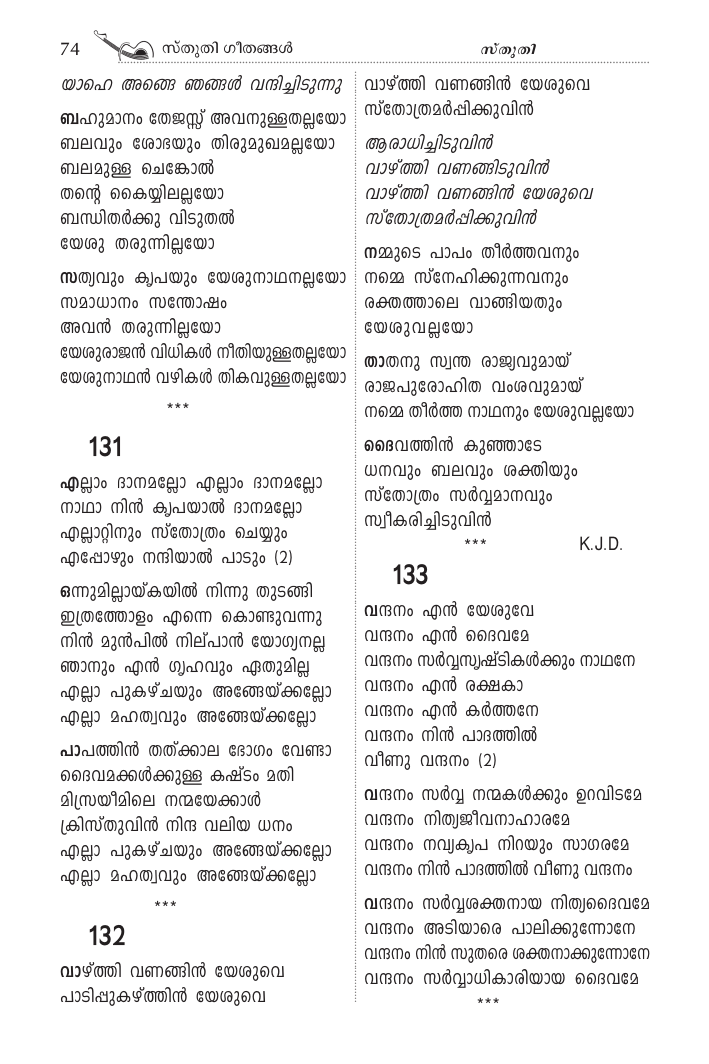 74 സ്തുതി ഗീതങ്ങൾ സ്തുതി
യാഹെ അങ്ങെ ഞങ്ങൾ വന്ദിച്ചിടുന്നു
ബഹുമാനം തേജസ്സ് അവനുള്ളതല്ലയോ
ബലവും ശോഭയും തിരുമുഖമല്ലയോ
ബലമുള്ള ചെങ്കോൽ
തന്റെ കൈയ്യിലല്ലയോ
ബന്ധിതർക്കു വിടുതൽ
യേശു തരുന്നില്ലയോ
സത്യവും കൃപയും യേശുനാഥനല്ലയോ
സമാധാനം സന്തോഷം
അവൻ തരുന്നില്ലയോ
യേശുരാജൻ വിധികൾ നീതിയുള്ളതല്ലയോ
യേശുനാഥൻ വഴികൾ തികവുള്ളതല്ലയോ
***
131
എല്ലാം ദാനമല്ലോ എല്ലാം ദാനമല്ലോ
നാഥാ നിൻ കൃപയാൽ ദാനമല്ലോ
എല്ലാറ്റിനും സ്തോത്രം ചെയ്യും
എപ്പോഴും നന്ദിയാൽ പാടും (2)
ഒന്നുമില്ലായ്കയിൽ നിന്നു തുടങ്ങി
ഇത്രത്തോളം എന്നെ കൊണ്ടുവന്നു
നിൻ മുൻപിൽ നില്പാൻ യോഗ്യനല്ല
ഞാനും എൻ ഗൃഹവും ഏതുമില്ല
എല്ലാ പുകഴ്ചയും അങ്ങേയ്ക്കല്ലോ
എല്ലാ മഹത്വവും അങ്ങേയ്ക്കല്ലോ
പാപത്തിൻ തത്ക്കാല ഭോഗം വേണ്ടാ
ദൈവമക്കൾക്കുള്ള കഷ്ടം മതി
മിസ്രയീമിലെ നന്മയേക്കാൾ
ക്രിസ്തുവിൻ നിന്ദ വലിയ ധനം
എല്ലാ പുകഴ്ചയും അങ്ങേയ്ക്കല്ലോ
എല്ലാ മഹത്വവും അങ്ങേയ്ക്കല്ലോ
***
132
വാഴ്ത്തി വണങ്ങിൻ യേശുവെ
പാടിപ്പുകഴ്ത്തിൻ യേശുവെ
വാഴ്ത്തി വണങ്ങിൻ യേശുവെ
സ്തോത്രമർപ്പിക്കുവിൻ
ആരാധിച്ചിടുവിൻ
വാഴ്ത്തി വണങ്ങിടുവിൻ
വാഴ്ത്തി വണങ്ങിൻ യേശുവെ
സ്തോത്രമർപ്പിക്കുവിൻ
നമ്മുടെ പാപം തീർത്തവനും
നമ്മെ സ്നേഹിക്കുന്നവനും
രക്തത്താലെ വാങ്ങിയതും
യേശുവല്ലയോ
താതനു സ്വന്ത രാജ്യവുമായ്
രാജപുരോഹിത വംശവുമായ്
നമ്മെ തീർത്ത നാഥനും യേശുവല്ലയോ
ദൈവത്തിൻ കുഞ്ഞാടേ
ധനവും ബലവും ശക്തിയും
സ്തോത്രം സർവ്വമാനവും
സ്വീകരിച്ചിടുവിൻ
*** K.J.D.
133
വന്ദനം എൻ യേശുവേ
വന്ദനം എൻ ദൈവമേ
വന്ദനം സർവ്വസൃഷ്ടികൾക്കും നാഥനേ
വന്ദനം എൻ രക്ഷകാ
വന്ദനം എൻ കർത്തനേ
വന്ദനം നിൻ പാദത്തിൽ
വീണു വന്ദനം (2)
വന്ദനം സർവ്വ നന്മകൾക്കും ഉറവിടമേ
വന്ദനം നിത്യജീവനാഹാരമേ
വന്ദനം നവ്യകൃപ നിറയും സാഗരമേ
വന്ദനം നിൻ പാദത്തിൽ വീണു വന്ദനം
വന്ദനം സർവ്വശക്തനായ നിത്യദൈവമേ
വന്ദനം അടിയാരെ പാലിക്കുന്നോനേ
വന്ദനം നിൻ സുതരെ ശക്തനാക്കുന്നോനേ
വന്ദനം സർവ്വാധികാരിയായ ദൈവമേ
***